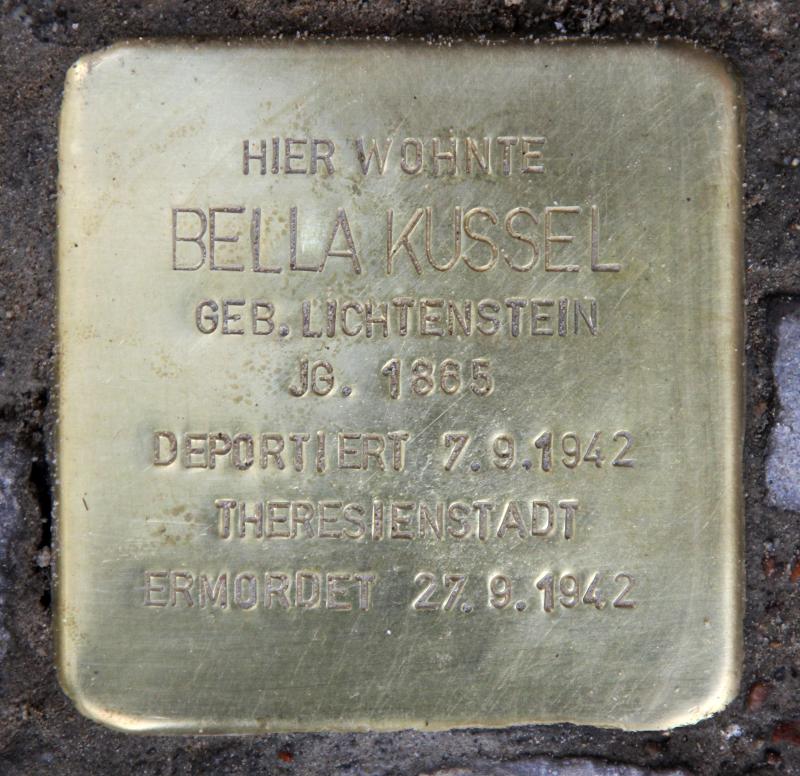 HIER WOHNTE
BELLA KUSSEL
GEB. LICHTENSTEIN
JG. 1865
DEPORTIERT 7.9.1942
THERESIENSTADT
ERMORDET 27.9.1942